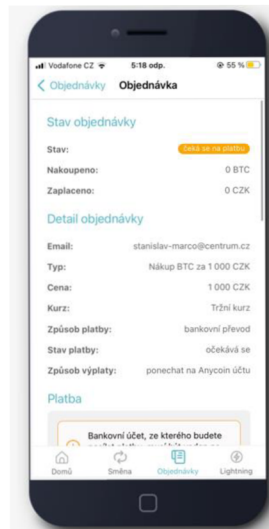 Vodafone CZ 5:18 odp. 55 %
Objednávky Objednávka
Stav objednávky
Stav: čeká se na platbu
Nakoupeno: 0 BTC
Zaplaceno: 0 CZK
Detail objednávky
Email: stanislav-marco@centrum.cz
Typ: Nákup BTC za 1 000 CZK
Cena: 1 000 CZK
Kurz: Tržní kurz
Způsob platby: bankovní převod
Stav platby: očekává se
Způsob výplaty: ponechat na Anycoin účtu
Platba
Bankovní účet, ze kterého budete
Domů Směna Objednávky Lightning